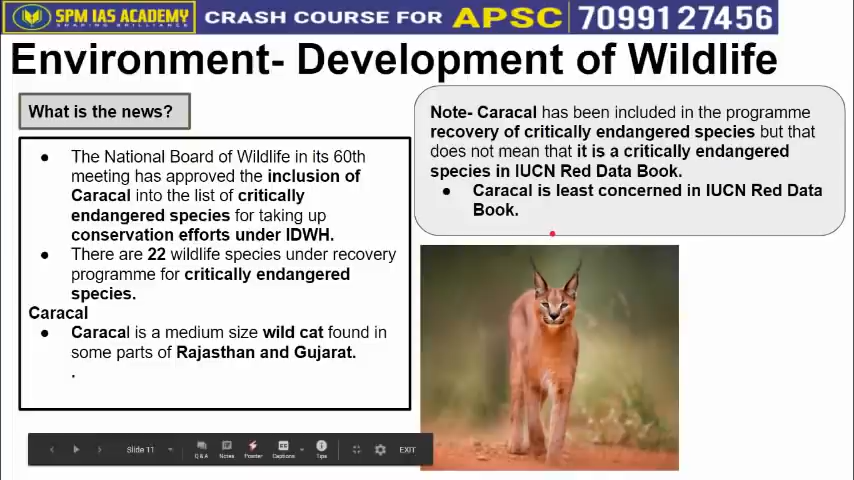 SPM IAS ACADEMY
SHARING BRILLIANCE
CRASH COURSE FOR APSC 7099127456
Environment- Development of Wildlife
What is the news?
● The National Board of Wildlife in its 60th
meeting has approved the inclusion of
Caracal into the list of critically
endangered species for taking up
conservation efforts under IDWH.
● There are 22 wildlife species under recovery
programme for critically endangered
species.
Caracal
● Caracal is a medium size wild cat found in
some parts of Rajasthan and Gujarat.
.
Note- Caracal has been included in the programme
recovery of critically endangered species but that
does not mean that it is a critically endangered
species in IUCN Red Data Book.
● Caracal is least concerned in IUCN Red Data
Book.
Slide 11
Q&A Notes Pointer Captions Tips EXIT